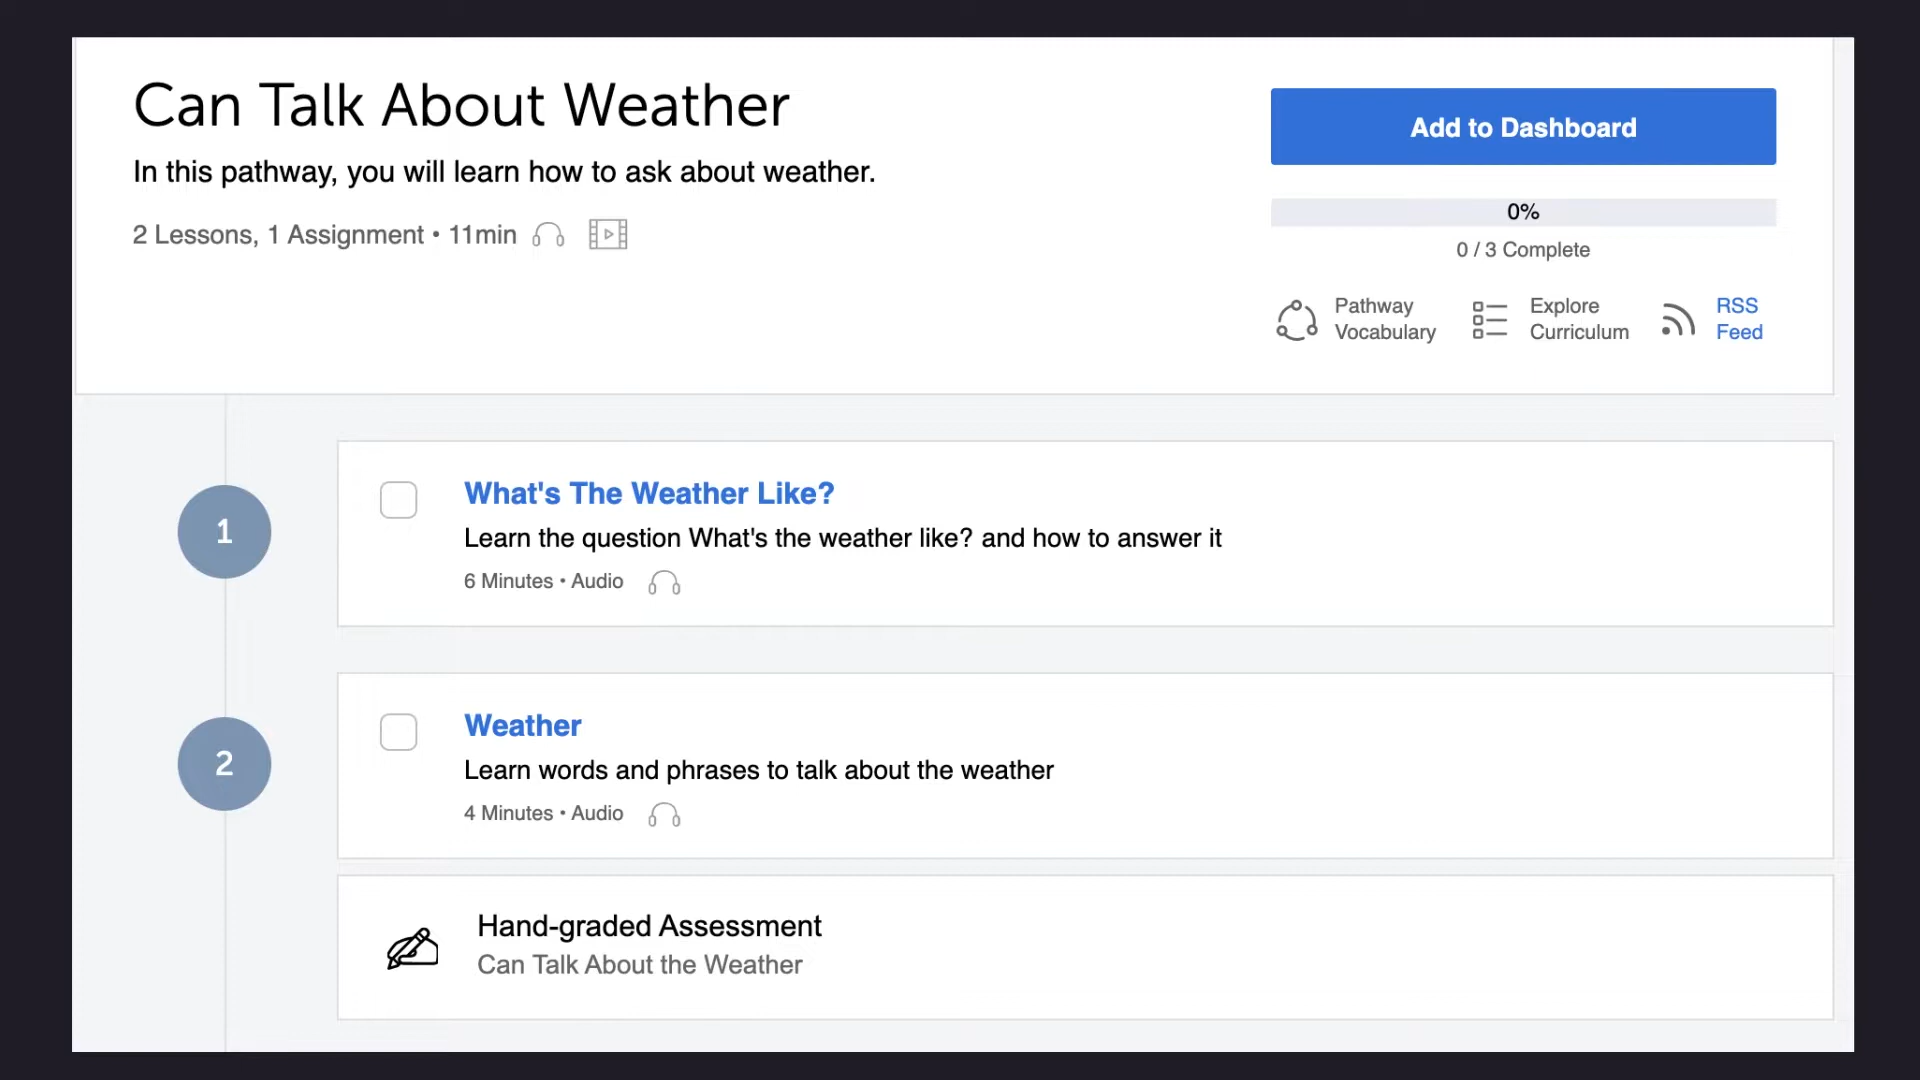 Can Talk About Weather
In this pathway, you will learn how to ask about weather.
2 Lessons, 1 Assignment • 11min
Add to Dashboard
0%
0 / 3 Complete
Pathway
Vocabulary
Explore
Curriculum
RSS
Feed
1
What's The Weather Like?
Learn the question What's the weather like? and how to answer it
6 Minutes • Audio
2
Weather
Learn words and phrases to talk about the weather
4 Minutes • Audio
Hand-graded Assessment
Can Talk About the Weather